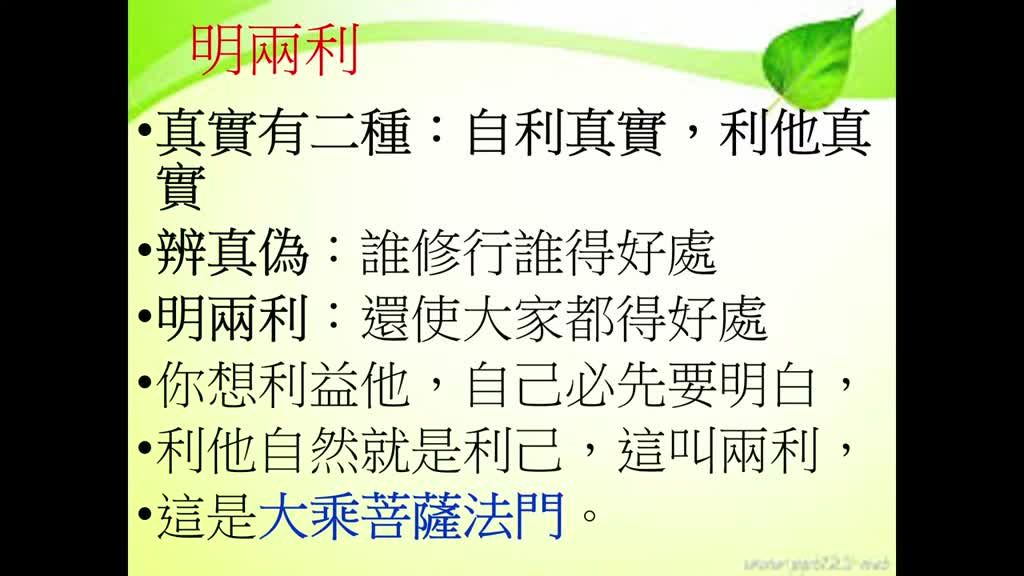 明兩利
•真實有二種：自利真實，利他真
實
•辨真偽：誰修行誰得好處
•明兩利：還使大家都得好處
•你想利益他，自己必先要明白，
•利他自然就是利己，這叫兩利，
•這是大乘菩薩法門。